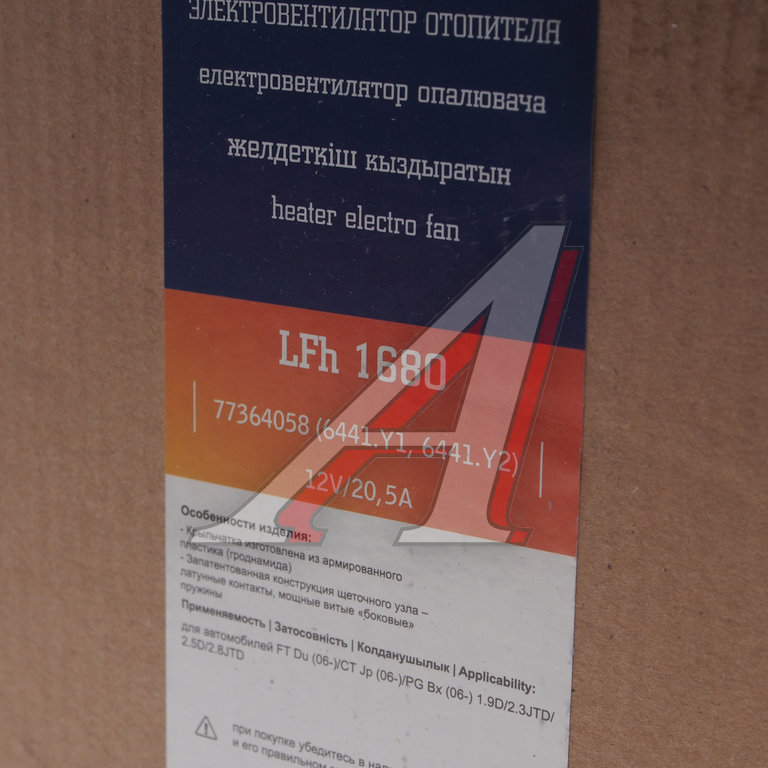 ЭЛЕКТРОВЕНТИЛЯТОР ОТОПИТЕЛЯ
електровентилятор опалювача
желдеткіш кыздыратын
heater electro fan
LFh 1680
77364058 (6441.Y1, 6441.Y2)
12V/20,5A
Особенности изделия:
- Крыльчатка изготовлена из армированного
пластика (гроднамида)
- Запатентованная конструкция щеточного узла –
латунные контакты, мощные витые «боковые»
пружины
Применяемость | Затосовність | Колданушылык | Applicability:
для автомобилей FT Du (06-)/CT Jp (06-)/PG Bx (06-) 1.9D/2.3JTD/
2.5D/2.8JTD
при покупке убедитесь в
и его правильном